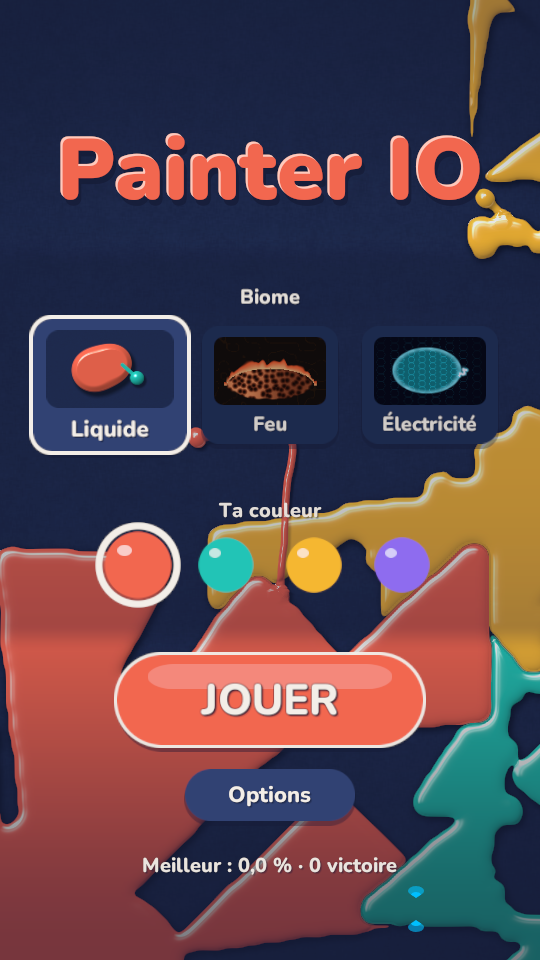 Painter IO
Biome
Liquide
Feu
Électricité
Ta couleur
JOUER
Options
Meilleur : 0,0 % · 0 victoire